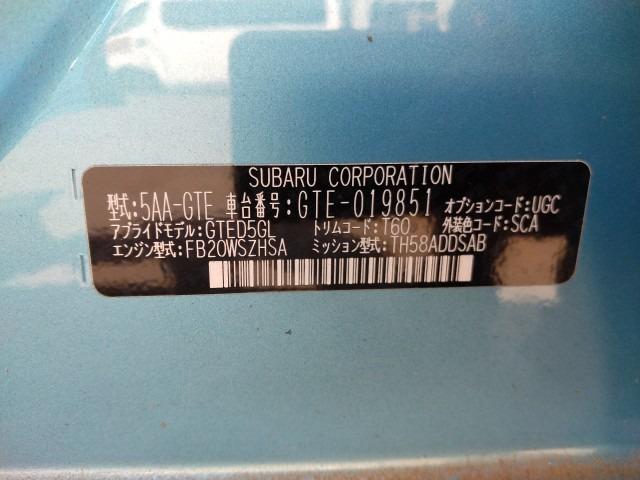 SUBARU CORPORATION
型式:5AA-GTE 車台番号:GTE-019851 オプションコード:UGC
アプライドモデル:GTED5GL トリムコード:T60 外装色コード:SCA
エンジン型式:FB20WSZHSA ミッション型式:TH58ADDSAB